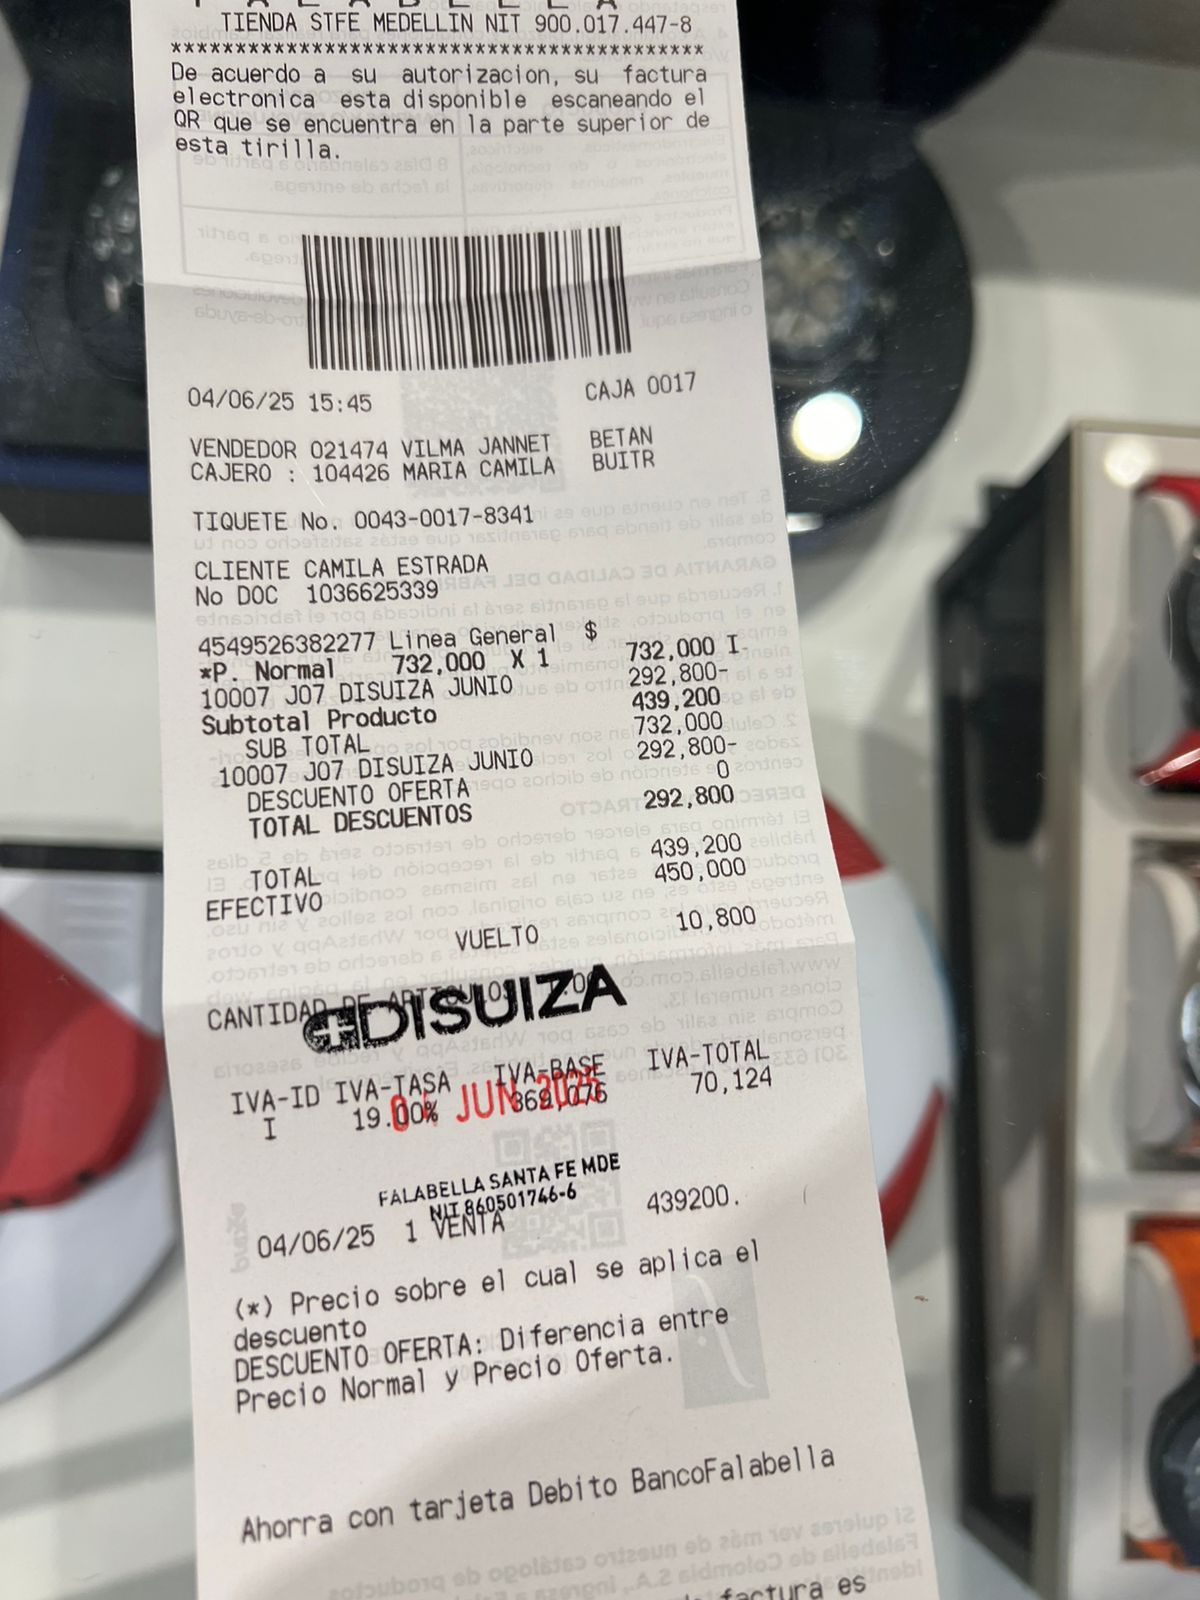 FALABELLA
TIENDA STFE MEDELLIN NIT 900.017.447-8
******************************************
De acuerdo a su autorizacion, su factura
electronica esta disponible escaneando el
QR que se encuentra en la parte superior de
esta tirilla.
04/06/25 15:45 CAJA 0017
VENDEDOR 021474 VILMA JANNET BETAN
CAJERO : 104426 MARIA CAMILA BUITR
TIQUETE No. 0043-0017-8341
CLIENTE CAMILA ESTRADA
No DOC 1036625339
4549526382277 Linea General $
*P. Normal 732,000 X 1 732,000 I
10007 J07 DISUIZA JUNIO 292,800-
Subtotal Producto 439,200
SUB TOTAL 732,000
10007 J07 DISUIZA JUNIO 292,800-
DESCUENTO OFERTA 0
TOTAL DESCUENTOS 292,800
TOTAL 439,200
EFECTIVO 450,000
VUELTO 10,800
CANTIDAD DE ARTICULOS
DISUIZA
IVA-ID IVA-TASA IVA-BASE IVA-TOTAL
I 19.00% 369,076 70,124
JUN 2025
FALABELLA SANTA FE MDE
NIT 860501746-6
04/06/25 1 VENTA 439200.
(*) Precio sobre el cual se aplica el
descuento
DESCUENTO OFERTA: Diferencia entre
Precio Normal y Precio Oferta.
Ahorra con tarjeta Debito BancoFalabella
factura es